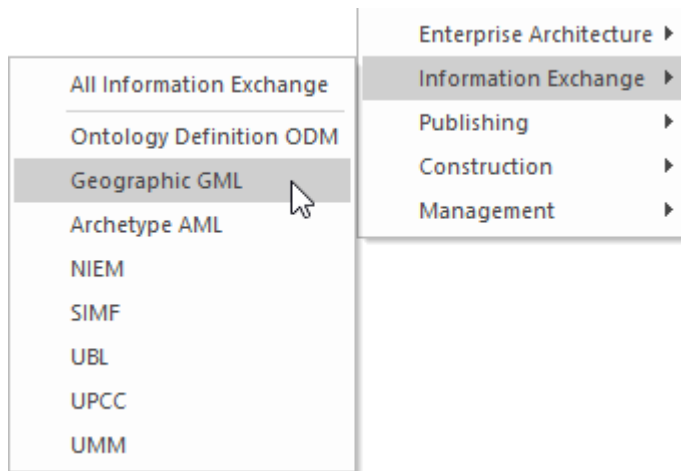 Enterprise Architecture
Information Exchange
Publishing
Construction
Management
All Information Exchange
Ontology Definition ODM
Geographic GML
Archetype AML
NIEM
SIMF
UBL
UPCC
UMM